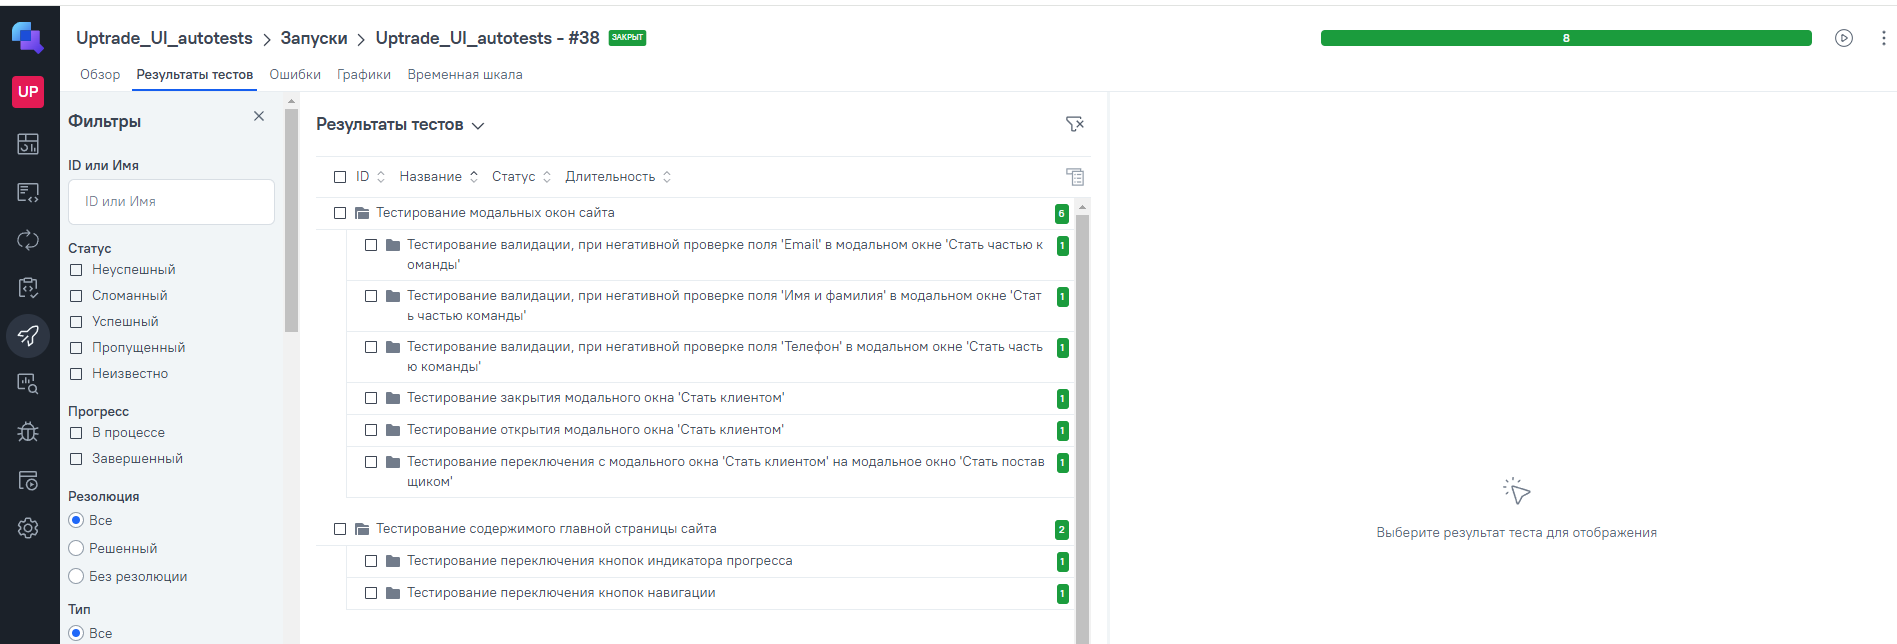 Uptrade_UI_autotests > Запуски > Uptrade_UI_autotests - #38 ЗАКРЫТ
8
Обзор Результаты тестов Ошибки Графики Временная шкала
UP
Фильтры
ID или Имя
ID или Имя
Статус
Неуспешный
Сломанный
Успешный
Пропущенный
Неизвестно
Прогресс
В процессе
Завершенный
Резолюция
Все
Решенный
Без резолюции
Тип
Все
Результаты тестов
ID Название Статус Длительность
Тестирование модальных окон сайта 6
Тестирование валидации, при негативной проверке поля 'Email' в модальном окне 'Стать частью к 1
оманды'
Тестирование валидации, при негативной проверке поля 'Имя и фамилия' в модальном окне 'Стат 1
ь частью команды'
Тестирование валидации, при негативной проверке поля 'Телефон' в модальном окне 'Стать часть 1
ю команды'
Тестирование закрытия модального окна 'Стать клиентом' 1
Тестирование открытия модального окна 'Стать клиентом' 1
Тестирование переключения с модального окна 'Стать клиентом' на модальное окно 'Стать постав 1
щиком'
Тестирование содержимого главной страницы сайта 2
Тестирование переключения кнопок индикатора прогресса 1
Тестирование переключения кнопок навигации 1
Выберите результат теста для отображения